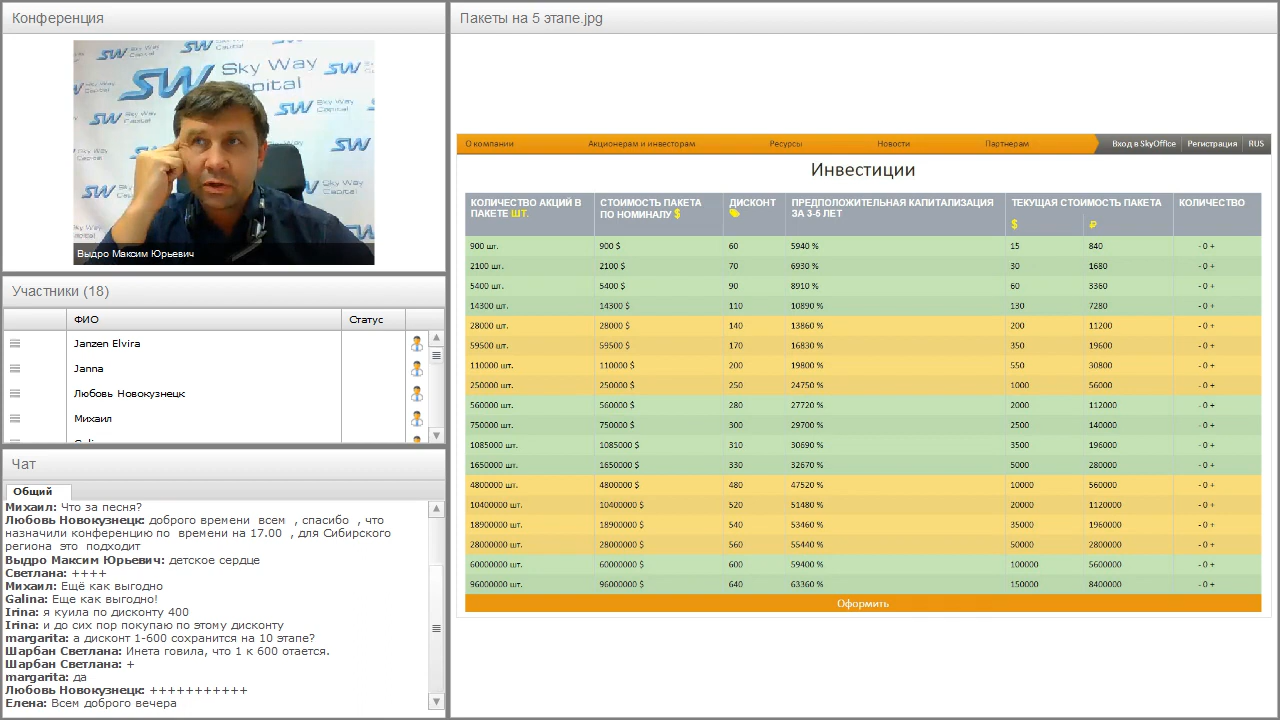 Конференция
SW Sky Way Capital
Выдро Максим Юрьевич
Участники (18)
ФИО Статус
Janzen Elvira
Janna
Любовь Новокузнецк
Михаил
Чат
Общий
Михаил: Что за песня?
Любовь Новокузнецк: доброго времени всем , спасибо , что
назначили конференцию по времени на 17.00 , для Сибирского
региона это подходит
Выдро Максим Юрьевич: детское сердце
Светлана: ++++
Михаил: Ещё как выгодно
Galina: Еще как выгодно!
Irina: я куила по дисконту 400
Irina: и до сих пор покупаю по этому дисконту
margarita: а дисконт 1-600 сохранится на 10 этапе?
Шарбан Светлана: Инета говила, что 1 к 600 отается.
Шарбан Светлана: +
margarita: да
Любовь Новокузнецк: +++++++++++
Елена: Всем доброго вечера
Пакеты на 5 этапе.jpg
О компании Акционерам и инвесторам Ресурсы Новости Партнерам Вход в SkyOffice Регистрация RUS
Инвестиции
КОЛИЧЕСТВО АКЦИЙ В ПАКЕТЕ ШТ. СТОИМОСТЬ ПАКЕТА ПО НОМИНАЛУ $ ДИСКОНТ ПРЕДПОЛОЖИТЕЛЬНАЯ КАПИТАЛИЗАЦИЯ ЗА 3-5 ЛЕТ ТЕКУЩАЯ СТОИМОСТЬ ПАКЕТА $ ₽ КОЛИЧЕСТВО
900 шт. 900 $ 60 5940 % 15 840 - 0 +
2100 шт. 2100 $ 70 6930 % 30 1680 - 0 +
5400 шт. 5400 $ 90 8910 % 60 3360 - 0 +
14300 шт. 14300 $ 110 10890 % 130 7280 - 0 +
28000 шт. 28000 $ 140 13860 % 200 11200 - 0 +
59500 шт. 59500 $ 170 16830 % 350 19600 - 0 +
110000 шт. 110000 $ 200 19800 % 550 30800 - 0 +
250000 шт. 250000 $ 250 24750 % 1000 56000 - 0 +
560000 шт. 560000 $ 280 27720 % 2000 112000 - 0 +
750000 шт. 750000 $ 300 29700 % 2500 140000 - 0 +
1085000 шт. 1085000 $ 310 30690 % 3500 196000 - 0 +
1650000 шт. 1650000 $ 330 32670 % 5000 280000 - 0 +
4800000 шт. 4800000 $ 480 47520 % 10000 560000 - 0 +
10400000 шт. 10400000 $ 520 51480 % 20000 1120000 - 0 +
18900000 шт. 18900000 $ 540 53460 % 35000 1960000 - 0 +
28000000 шт. 28000000 $ 560 55440 % 50000 2800000 - 0 +
60000000 шт. 60000000 $ 600 59400 % 100000 5600000 - 0 +
96000000 шт. 96000000 $ 640 63360 % 150000 8400000 - 0 +
Оформить